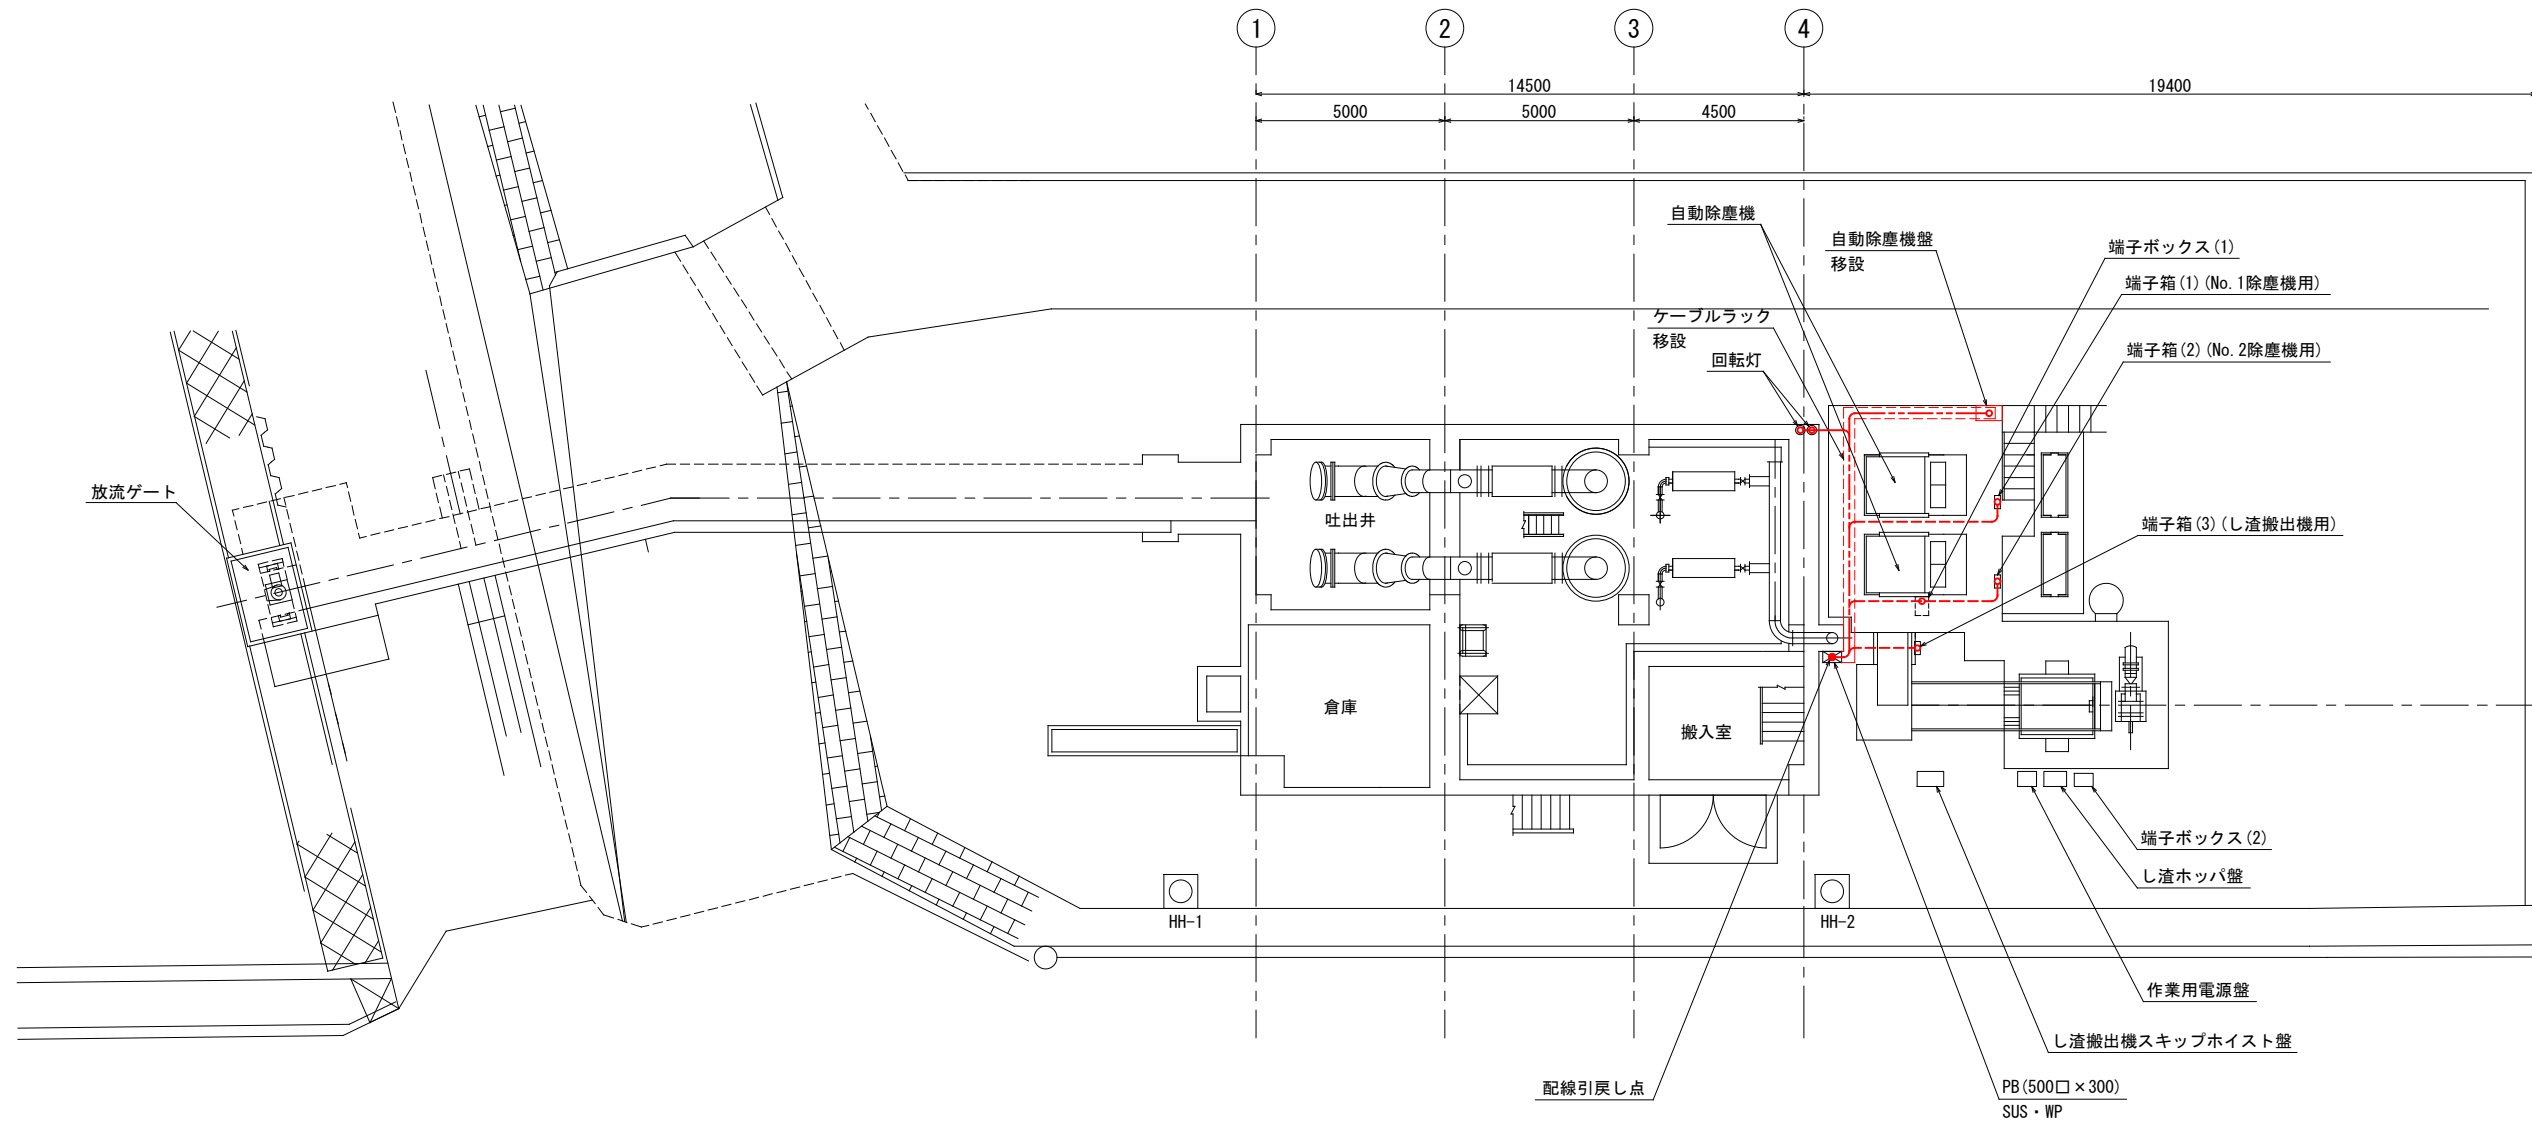 1
2
3
4
14500
19400
5000
5000
4500
自動除塵機
自動除塵機盤
移設
端子ボックス(1)
端子箱(1)(No.1除塵機用)
ケーブルラック
移設
回転灯
端子箱(2)(No.2除塵機用)
放流ゲート
吐出井
端子箱(3)(し渣搬出機用)
倉庫
搬入室
端子ボックス(2)
し渣ホッパ盤
HH-1
HH-2
作業用電源盤
し渣搬出機スキップホイスト盤
配線引戻し点
PB(500□×300)
SUS・WP